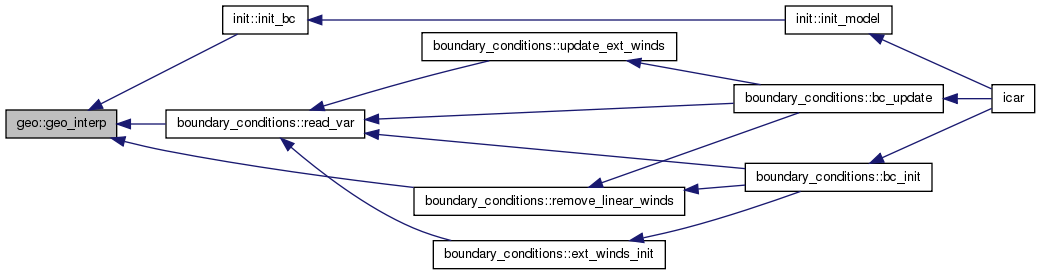 init::init_bc
init::init_model
boundary_conditions::update_ext_winds
geo::geo_interp
boundary_conditions::read_var
boundary_conditions::bc_update
icar
boundary_conditions::bc_init
boundary_conditions::remove_linear_winds
boundary_conditions::ext_winds_init